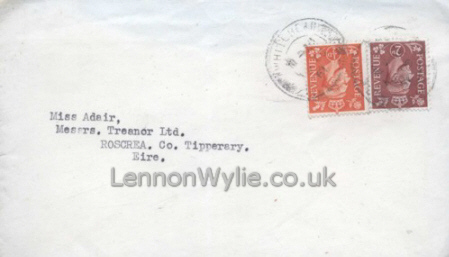 REVENUE
POSTAGE
REVENUE
POSTAGE
Miss Adair,
Messrs. Treanor Ltd.
ROSCREA. Co. Tipperary.
Eire.
LennonWylie.co.uk